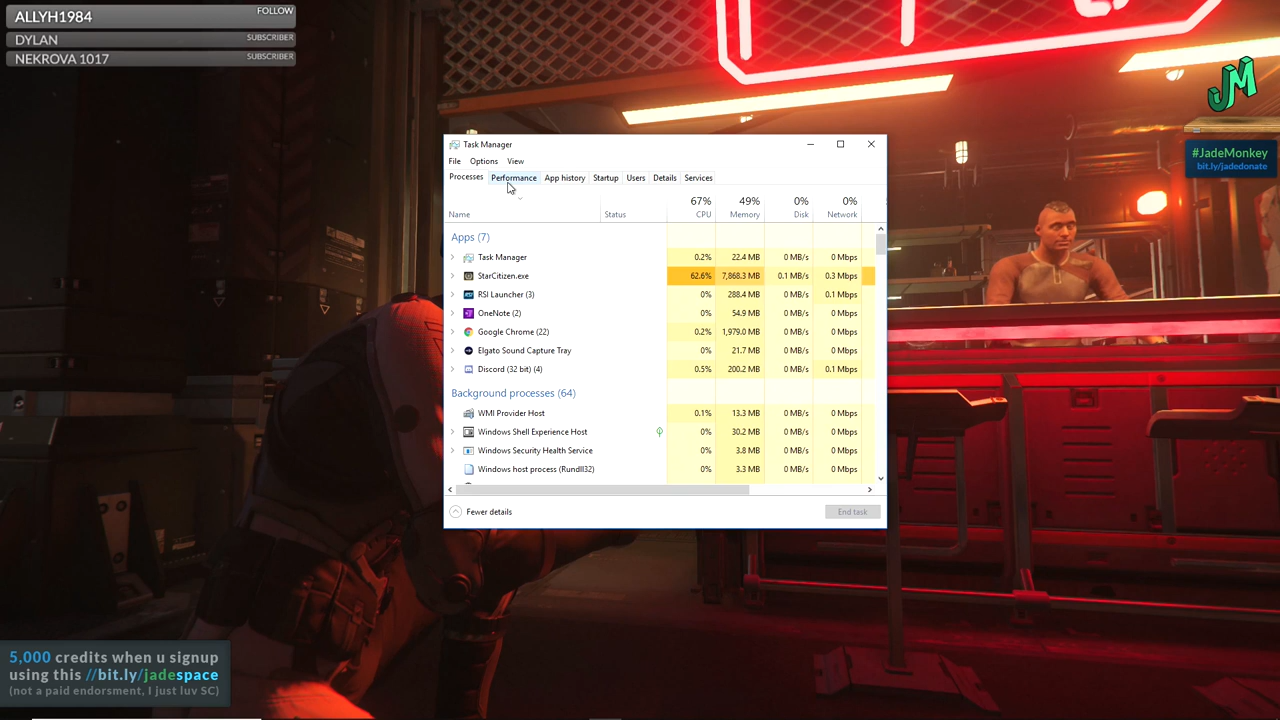 ALLYH1984 FOLLOW
DYLAN SUBSCRIBER
NEKROVA 1017 SUBSCRIBER
JM
#JadeMonkey
bit.ly/jadedonate
Task Manager
File Options View
Processes Performance App history Startup Users Details Services
67% 49% 0% 0%
Name Status CPU Memory Disk Network
Apps (7)
Task Manager 0.2% 22.4 MB 0 MB/s 0 Mbps
StarCitizen.exe 62.6% 7,868.3 MB 0.1 MB/s 0.3 Mbps
RSI Launcher (3) 0% 288.4 MB 0 MB/s 0.1 Mbps
OneNote (2) 0% 54.9 MB 0 MB/s 0 Mbps
Google Chrome (22) 0.2% 1,979.0 MB 0 MB/s 0 Mbps
Elgato Sound Capture Tray 0% 21.7 MB 0 MB/s 0 Mbps
Discord (32 bit) (4) 0.5% 200.2 MB 0 MB/s 0.1 Mbps
Background processes (64)
WMI Provider Host 0.1% 13.3 MB 0 MB/s 0 Mbps
Windows Shell Experience Host 0% 30.2 MB 0 MB/s 0 Mbps
Windows Security Health Service 0% 3.8 MB 0 MB/s 0 Mbps
Windows host process (Rundll32) 0% 3.3 MB 0 MB/s 0 Mbps
Fewer details End task
5,000 credits when u signup
using this //bit.ly/jadespace
(not a paid endorsment, I just luv SC)